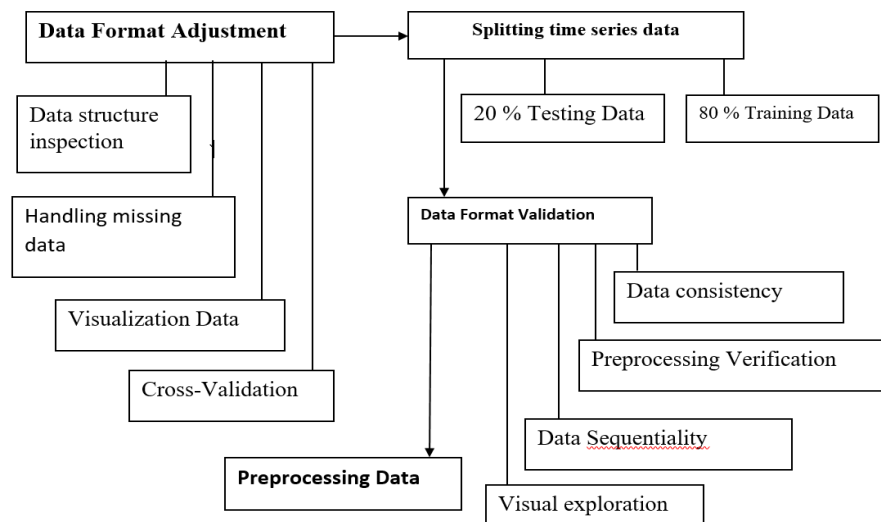 Data Format Adjustment
Splitting time series data
Data structure
inspection
20 % Testing Data
80 % Training Data
Handling missing
data
Data Format Validation
Data consistency
Visualization Data
Preprocessing Verification
Cross-Validation
Data Sequentiality
Preprocessing Data
Visual exploration